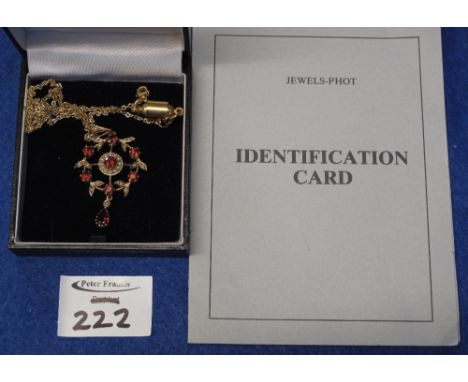 JEWELS-PHOT
IDENTIFICATION
CARD
Peter Francis
222